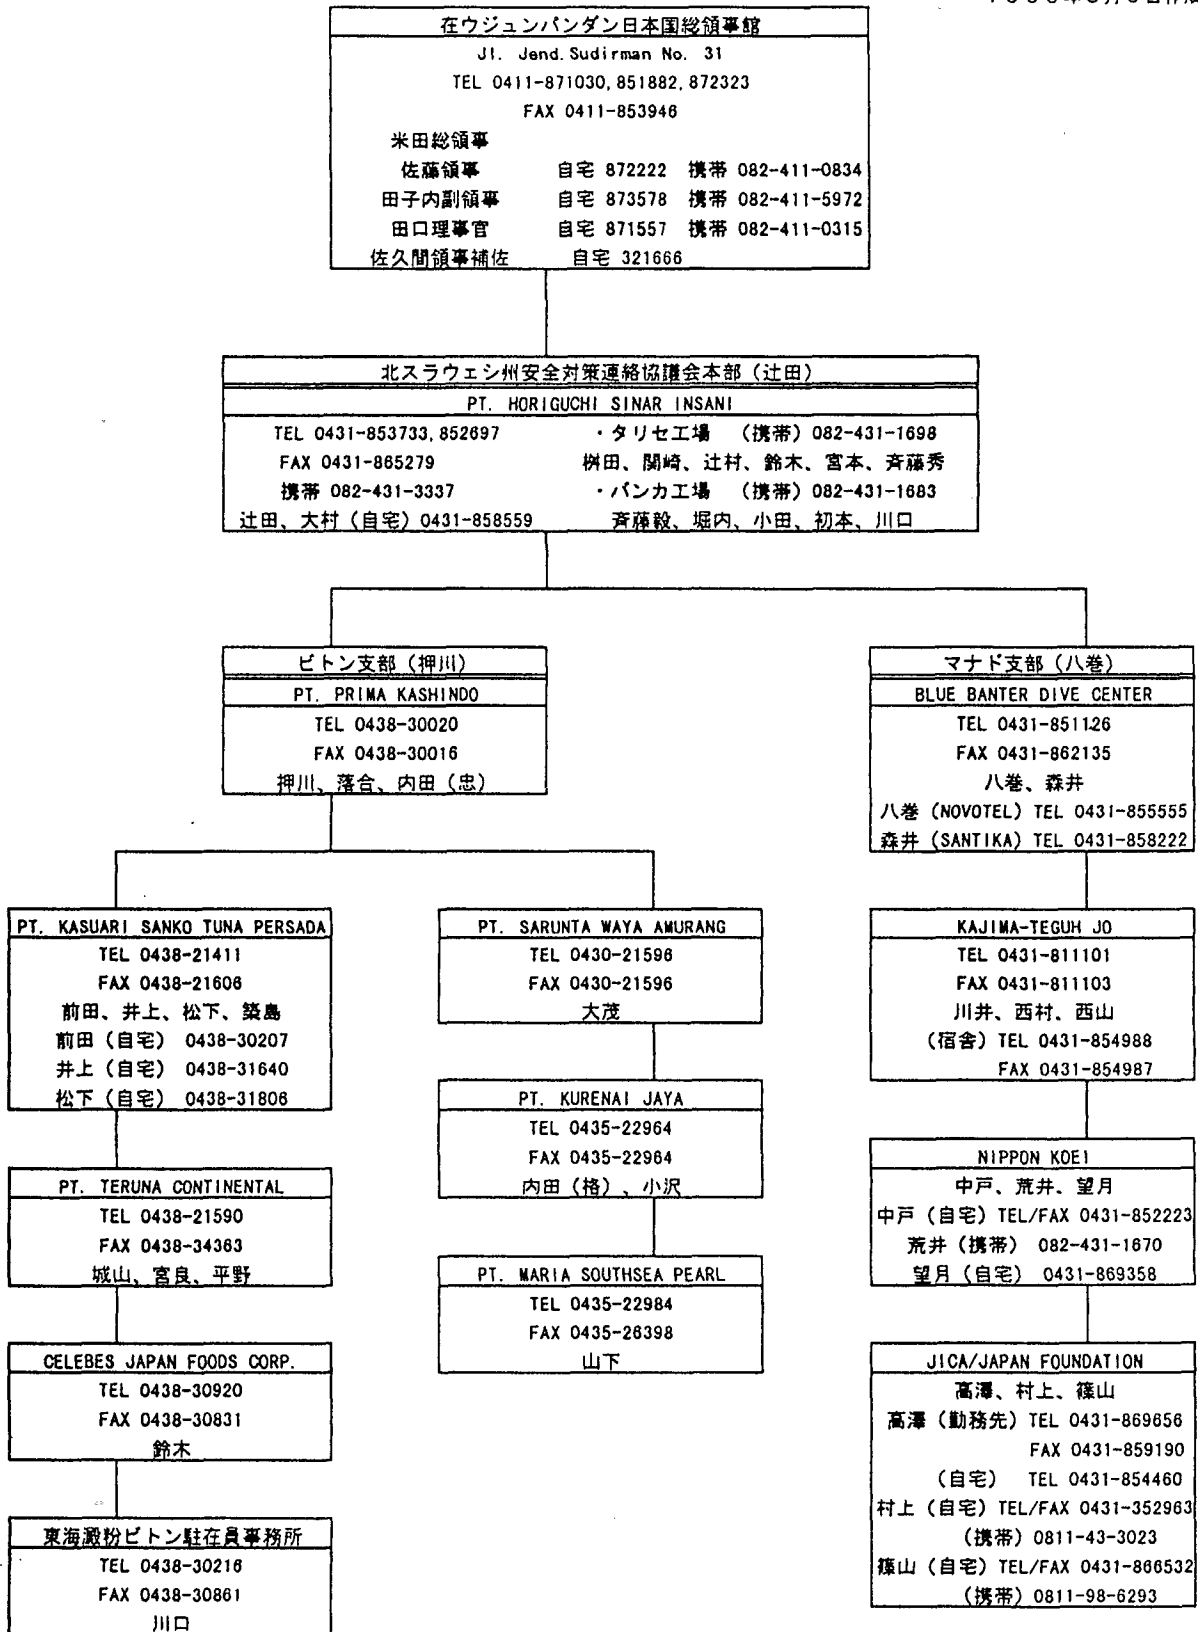 在ウジュンパンダン日本国総領事館
Jl. Jend. Sudirman No. 31
TEL 0411-871030, 851882, 872323
FAX 0411-853946
米田総領事
佐藤領事 自宅 872222 携帯 082-411-0834
田子内副領事 自宅 873578 携帯 082-411-5972
田口理事官 自宅 871557 携帯 082-411-0315
佐久間領事補佐 自宅 321666
北スラウェシ州安全対策連絡協議会本部（辻田）
PT. HORIGUCHI SINAR INSANI
TEL 0431-853733, 852697
FAX 0431-865279
携帯 082-431-3337
辻田、大村（自宅）0431-858559
・タリセ工場 （携帯）082-431-1698
桝田、関崎、辻村、鈴木、宮本、斉藤秀
・バンカ工場 （携帯）082-431-1683
斉藤毅、堀内、小田、初本、川口
ビトン支部（押川）
PT. PRIMA KASHINDO
TEL 0438-30020
FAX 0438-30016
押川、落合、内田（忠）
PT. KASUARI SANKO TUNA PERSADA
TEL 0438-21411
FAX 0438-21606
前田、井上、松下、築島
前田（自宅） 0438-30207
井上（自宅） 0438-31640
松下（自宅） 0438-31806
PT. TERUNA CONTINENTAL
TEL 0438-21590
FAX 0438-34363
城山、宮良、平野
CELEBES JAPAN FOODS CORP.
TEL 0438-30920
FAX 0438-30831
鈴木
東海澱粉ビトン駐在員事務所
TEL 0438-30216
FAX 0438-30861
川口
PT. SARUNTA WAYA AMURANG
TEL 0430-21596
FAX 0430-21596
大茂
PT. KURENAI JAYA
TEL 0435-22964
FAX 0435-22964
内田（格）、小沢
PT. MARIA SOUTHSEA PEARL
TEL 0435-22984
FAX 0435-26398
山下
マナド支部（八巻）
BLUE BANTER DIVE CENTER
TEL 0431-851126
FAX 0431-862135
八巻、森井
八巻（NOVOTEL）TEL 0431-855555
森井（SANTIKA）TEL 0431-858222
KAJIMA-TEGUH JO
TEL 0431-811101
FAX 0431-811103
川井、西村、西山
（宿舎）TEL 0431-854988
FAX 0431-854987
NIPPON KOEI
中戸、荒井、望月
中戸（自宅）TEL/FAX 0431-852223
荒井（携帯） 082-431-1670
望月（自宅） 0431-869358
JICA/JAPAN FOUNDATION
高澤、村上、篠山
高澤（勤務先）TEL 0431-869656
FAX 0431-859190
（自宅） TEL 0431-854460
村上（自宅）TEL/FAX 0431-352963
（携帯）0811-43-3023
篠山（自宅）TEL/FAX 0431-866532
（携帯）0811-98-6293